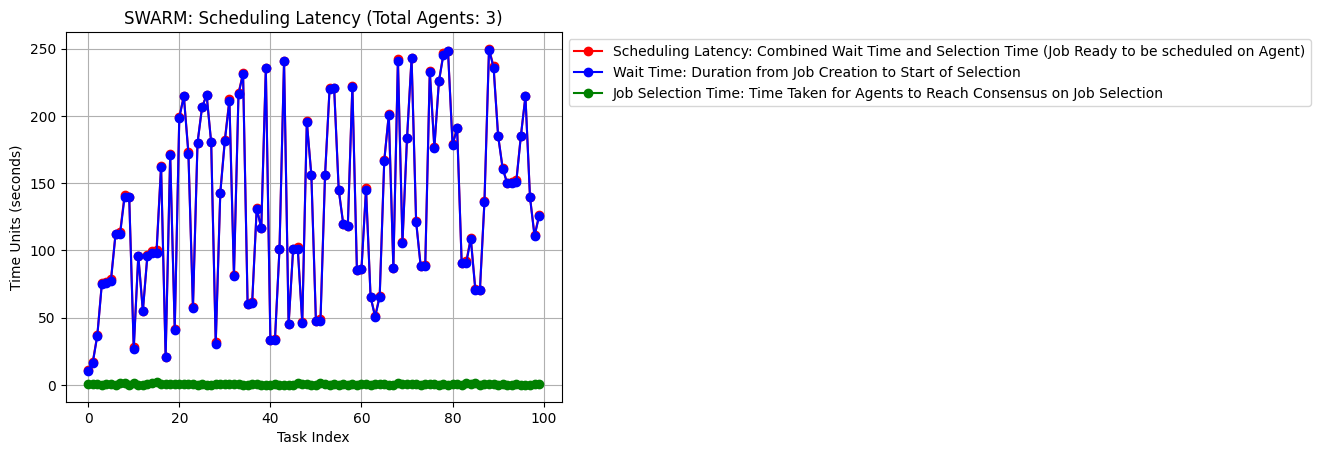 SWARM: Scheduling Latency (Total Agents: 3)
Scheduling Latency: Combined Wait Time and Selection Time (Job Ready to be scheduled on Agent)
Wait Time: Duration from Job Creation to Start of Selection
Job Selection Time: Time Taken for Agents to Reach Consensus on Job Selection
Time Units (seconds)
250
200
150
100
50
0
0
20
40
60
80
100
Task Index